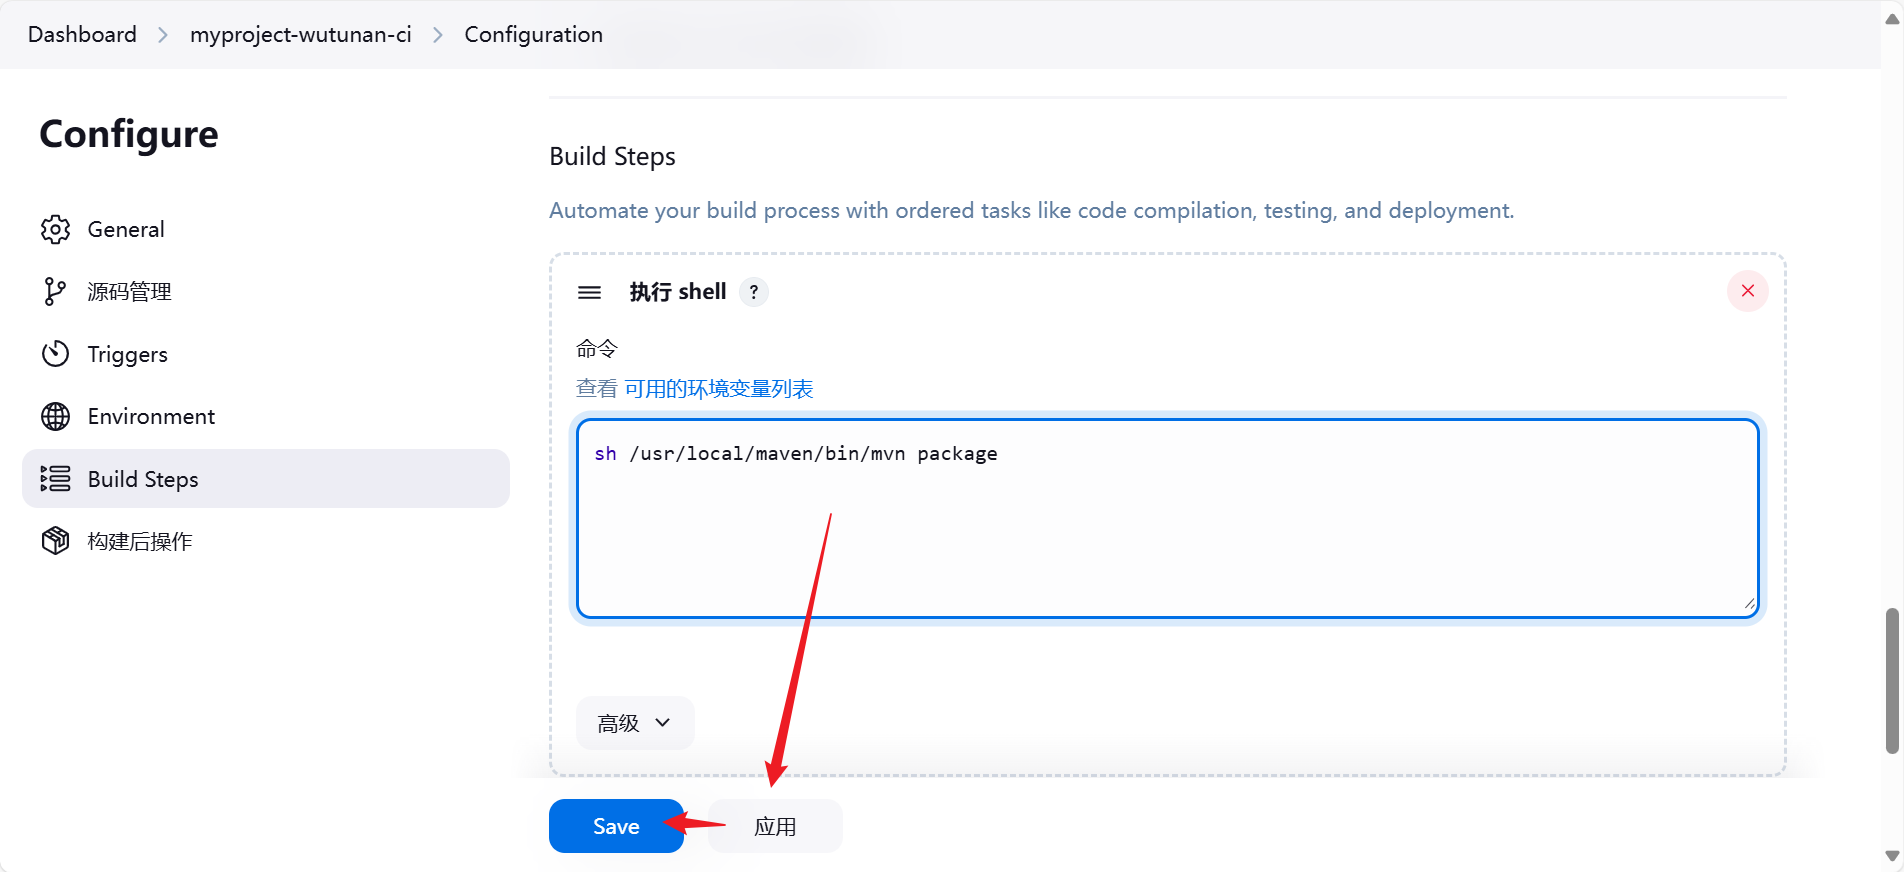 Dashboard > myproject-wutunan-ci > Configuration
Configure
General
源码管理
Triggers
Environment
Build Steps
构建后操作
Build Steps
Automate your build process with ordered tasks like code compilation, testing, and deployment.
执行 shell ?
命令
查看 可用的环境变量列表
sh /usr/local/maven/bin/mvn package
高级
Save
应用